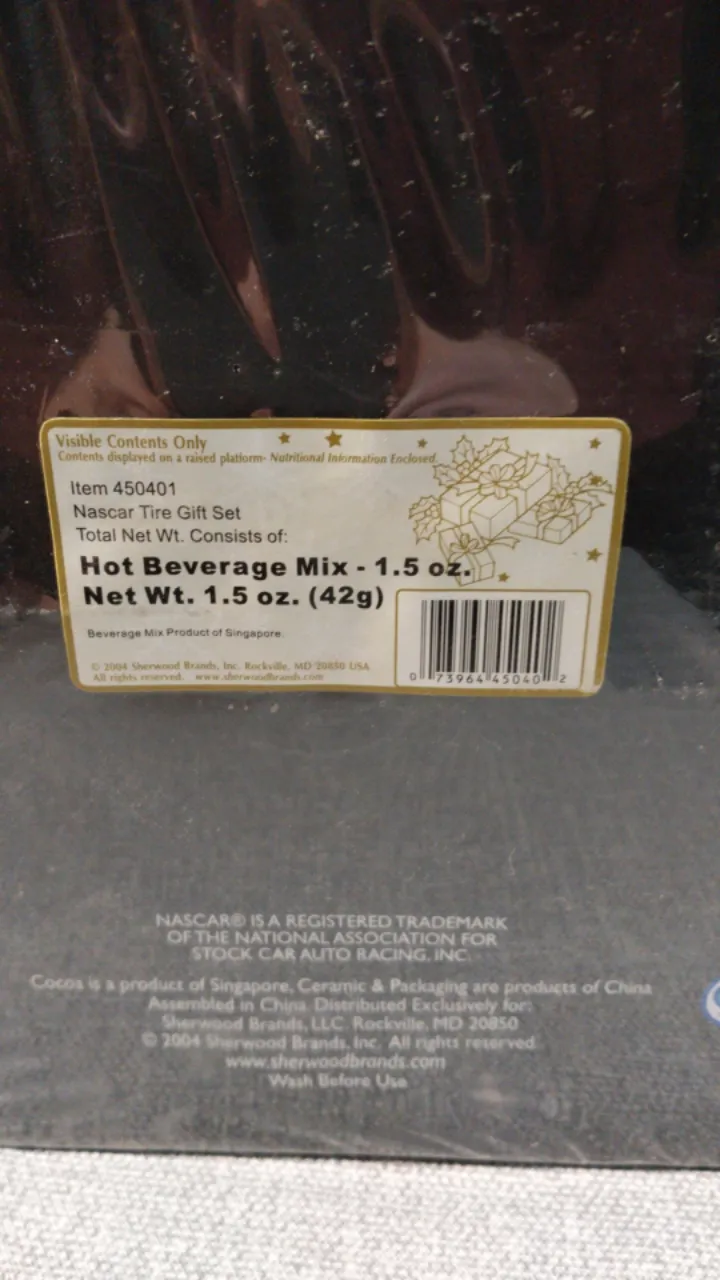 Visible Contents Only
Contents displayed on a raised platform- Nutritional Information Enclosed.
Item 450401
Nascar Tire Gift Set
Total Net Wt. Consists of:
Hot Beverage Mix - 1.5 oz.
Net Wt. 1.5 oz. (42g)
Beverage Mix Product of Singapore.
© 2004 Sherwood Brands, Inc. Rockville, MD 20850 USA
All rights reserved. www.sherwoodbrands.com
0 73964 45040 2
NASCAR® IS A REGISTERED TRADEMARK
OF THE NATIONAL ASSOCIATION FOR
STOCK CAR AUTO RACING, INC.
Cocoa is a product of Singapore, Ceramic & Packaging are products of China
Assembled in China Distributed Exclusively for:
Sherwood Brands, LLC Rockville, MD 20850
© 2004 Sherwood Brands, Inc. All rights reserved
www.sherwoodbrands.com
Wash Before Use